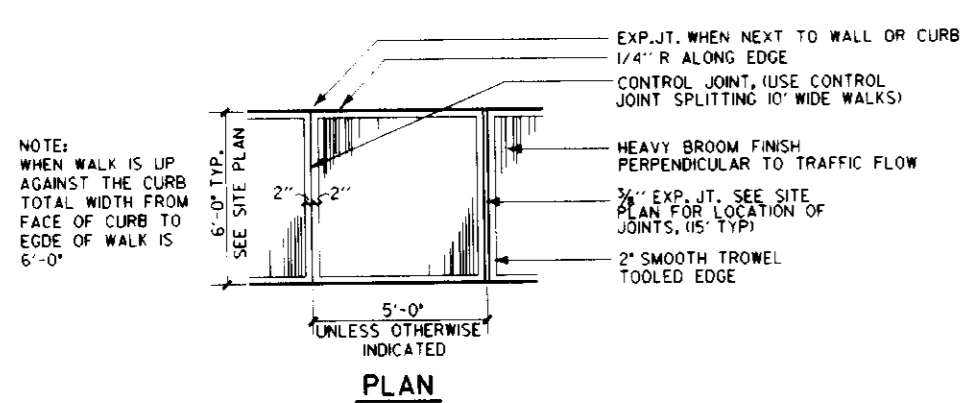 NOTE:
WHEN WALK IS UP
AGAINST THE CURB
TOTAL WIDTH FROM
FACE OF CURB TO
EGDE OF WALK IS
6'-0"
6'-0" TYP.
SEE SITE PLAN
2"
2"
5'-0"
UNLESS OTHERWISE
INDICATED
EXP.JT. WHEN NEXT TO WALL OR CURB
1/4" R ALONG EDGE
CONTROL JOINT, (USE CONTROL
JOINT SPLITTING 10' WIDE WALKS)
HEAVY BROOM FINISH
PERPENDICULAR TO TRAFFIC FLOW
⅜" EXP. JT. SEE SITE
PLAN FOR LOCATION OF
JOINTS, (15' TYP)
2" SMOOTH TROWEL
TOOLED EDGE
PLAN